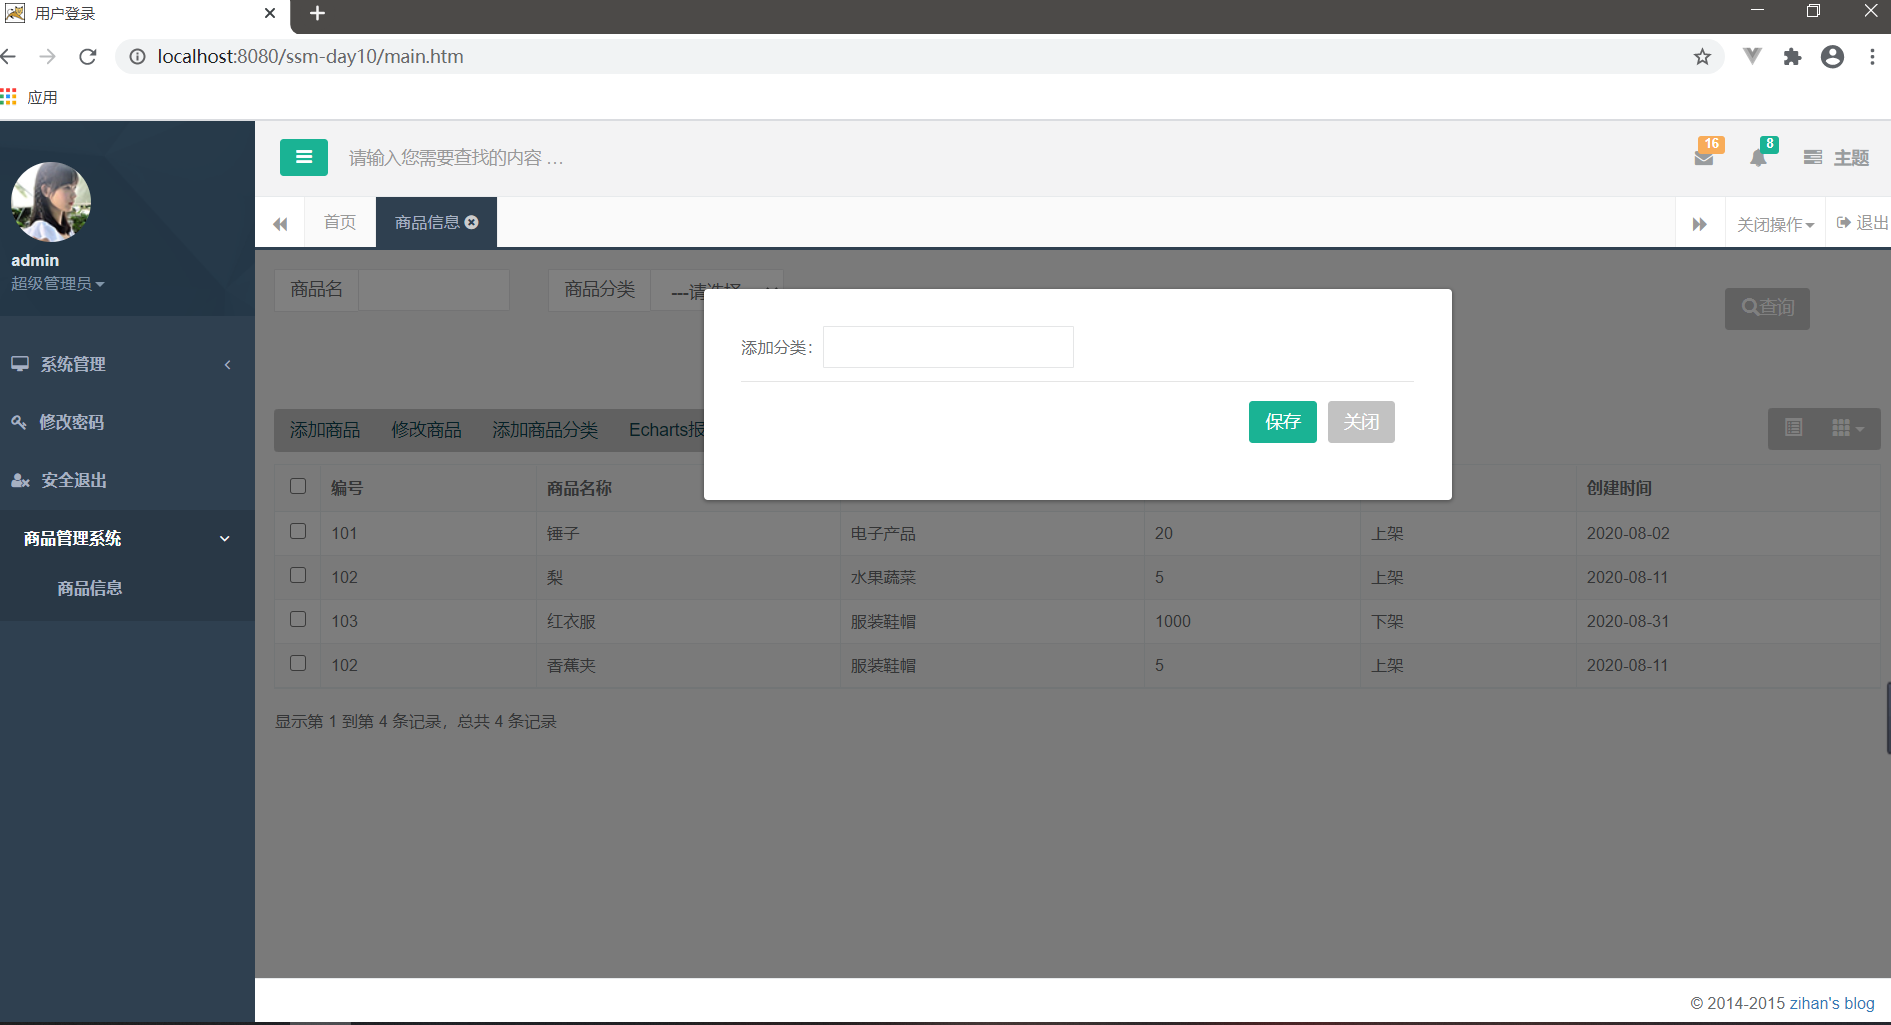 用户登录
localhost:8080/ssm-day10/main.htm
应用
请输入您需要查找的内容 …
16
8
主题
首页
商品信息
关闭操作
退出
admin
超级管理员
系统管理
修改密码
安全退出
商品管理系统
商品信息
商品名
商品分类
---请选择
查询
添加分类：
保存
关闭
添加商品 修改商品 添加商品分类 Echarts报
编号 商品名称 创建时间
101 锤子 电子产品 20 上架 2020-08-02
102 梨 水果蔬菜 5 上架 2020-08-11
103 红衣服 服装鞋帽 1000 下架 2020-08-31
102 香蕉夹 服装鞋帽 5 上架 2020-08-11
显示第 1 到第 4 条记录，总共 4 条记录
© 2014-2015 zihan's blog